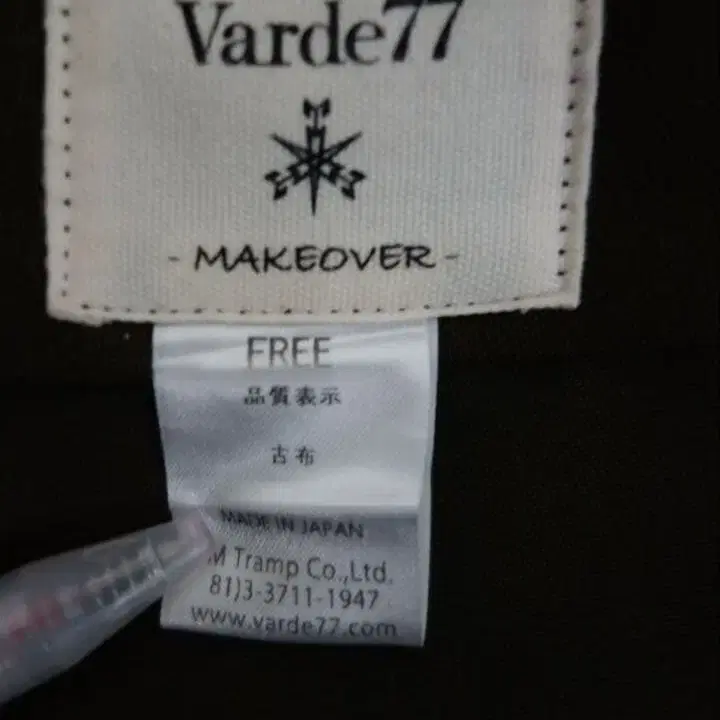 Varde77
- MAKEOVER -
FREE
品質表示
古布
MADE IN JAPAN
M Tramp Co.,Ltd.
81)3-3711-1947
www.varde77.com